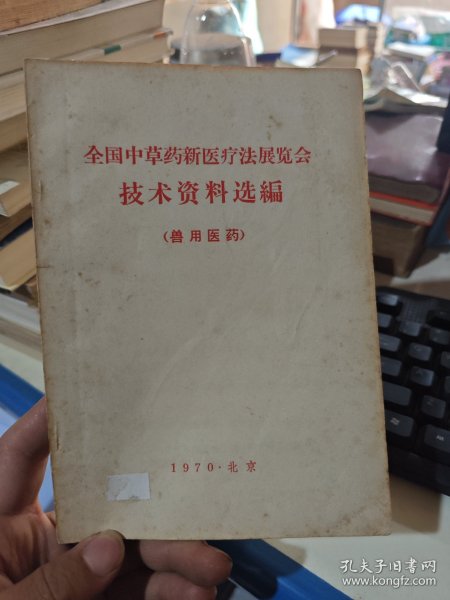 全国中草药新医疗法展览会
技术资料选编
(兽用医药)
1970·北京
孔夫子旧书网
www.kongfz.com